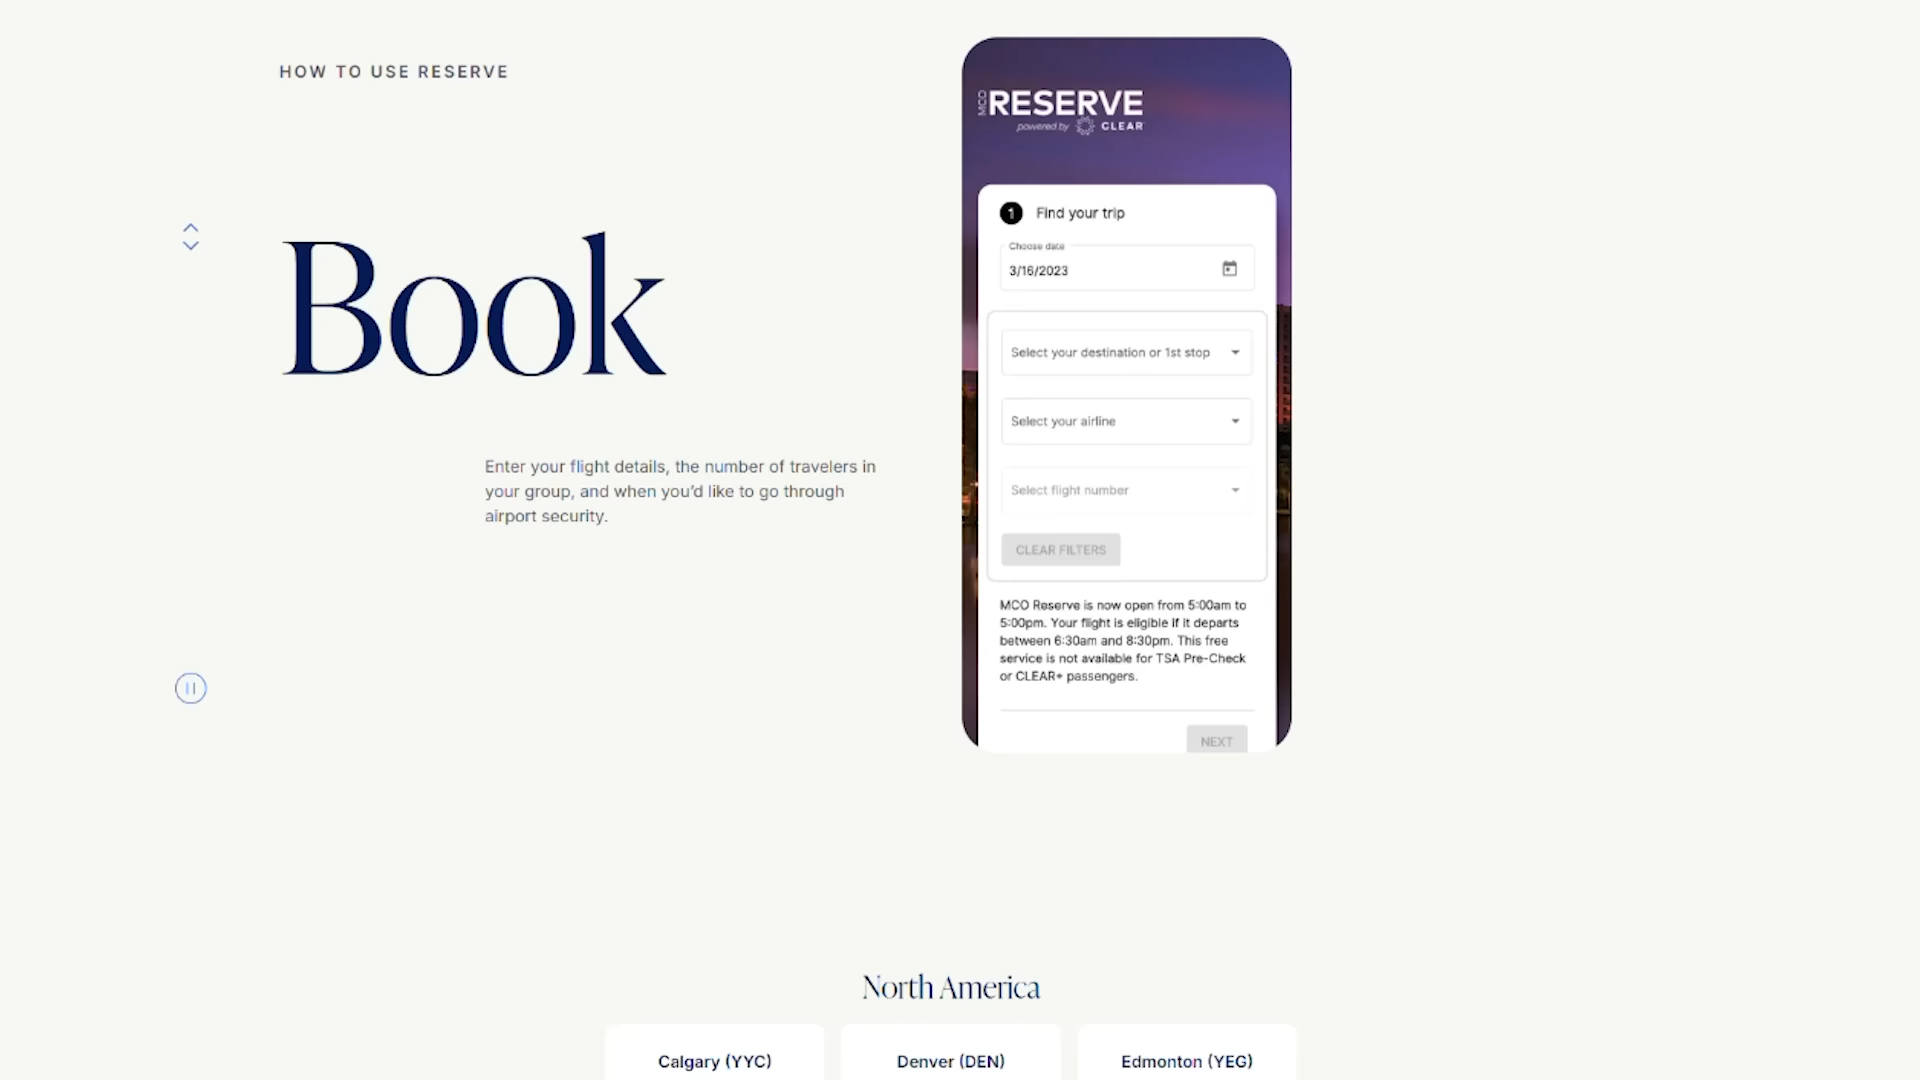 HOW TO USE RESERVE
Book
Enter your flight details, the number of travelers in
your group, and when you’d like to go through
airport security.
MCO RESERVE
powered by CLEAR
1 Find your trip
Choose date
3/16/2023
Select your destination or 1st stop
Select your airline
Select flight number
CLEAR FILTERS
MCO Reserve is now open from 5:00am to
5:00pm. Your flight is eligible if it departs
between 6:30am and 8:30pm. This free
service is not available for TSA Pre-Check
or CLEAR+ passengers.
NEXT
North America
Calgary (YYC)
Denver (DEN)
Edmonton (YEG)